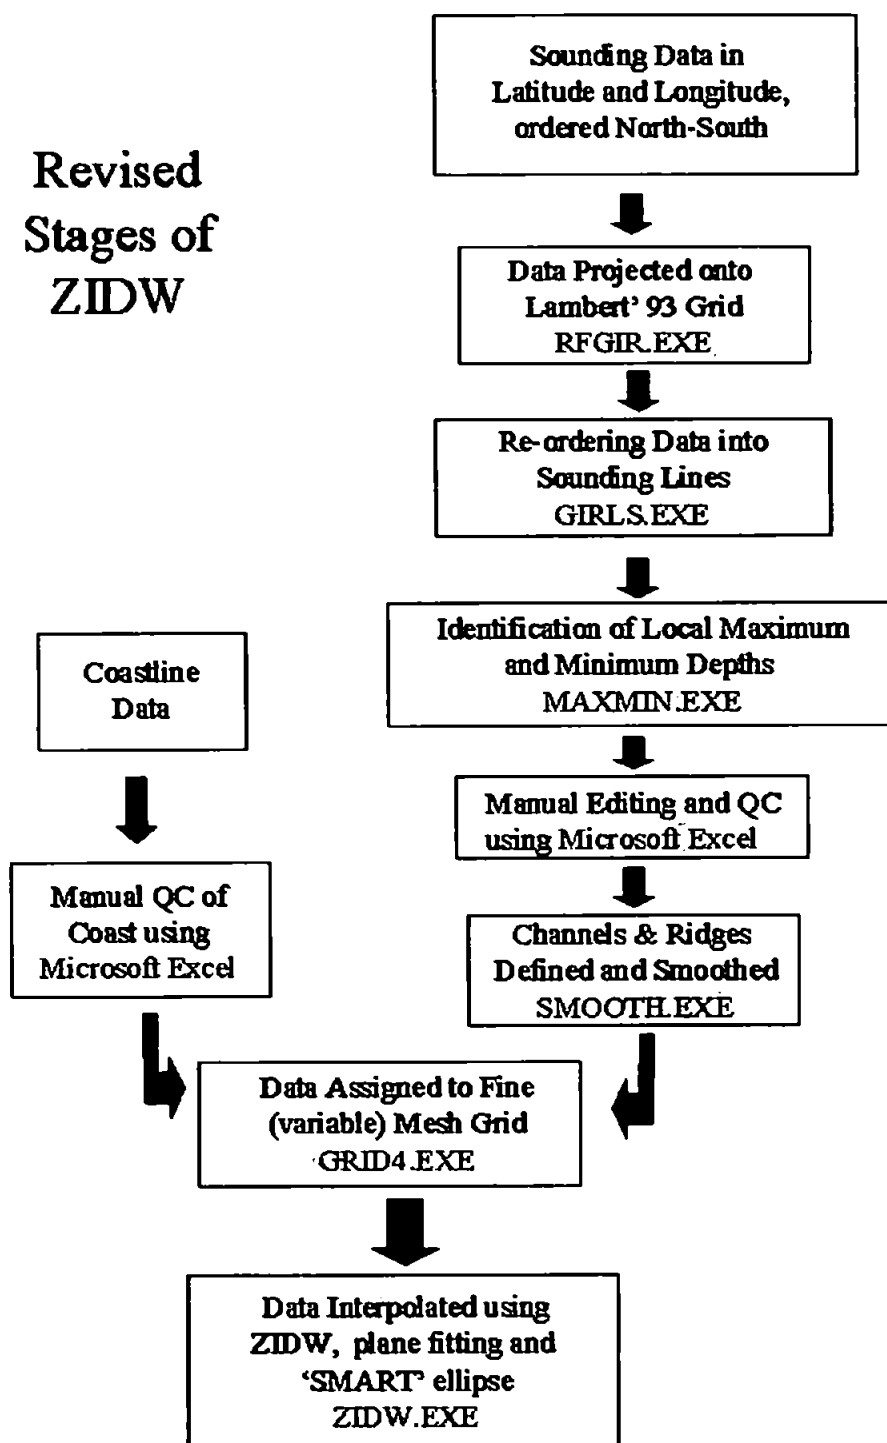 Revised
Stages of
ZIDW
Sounding Data in
Latitude and Longitude,
ordered North-South
Data Projected onto
Lambert' 93 Grid
RFGIR.EXE
Re-ordering Data into
Sounding Lines
GIRLS.EXE
Identification of Local Maximum
and Minimum Depths
MAXMIN.EXE
Manual Editing and QC
using Microsoft Excel
Channels & Ridges
Defined and Smoothed
SMOOTH.EXE
Coastline
Data
Manual QC of
Coast using
Microsoft Excel
Data Assigned to Fine
(variable) Mesh Grid
GRID4.EXE
Data Interpolated using
ZIDW, plane fitting and
‘SMART’ ellipse
ZIDW.EXE